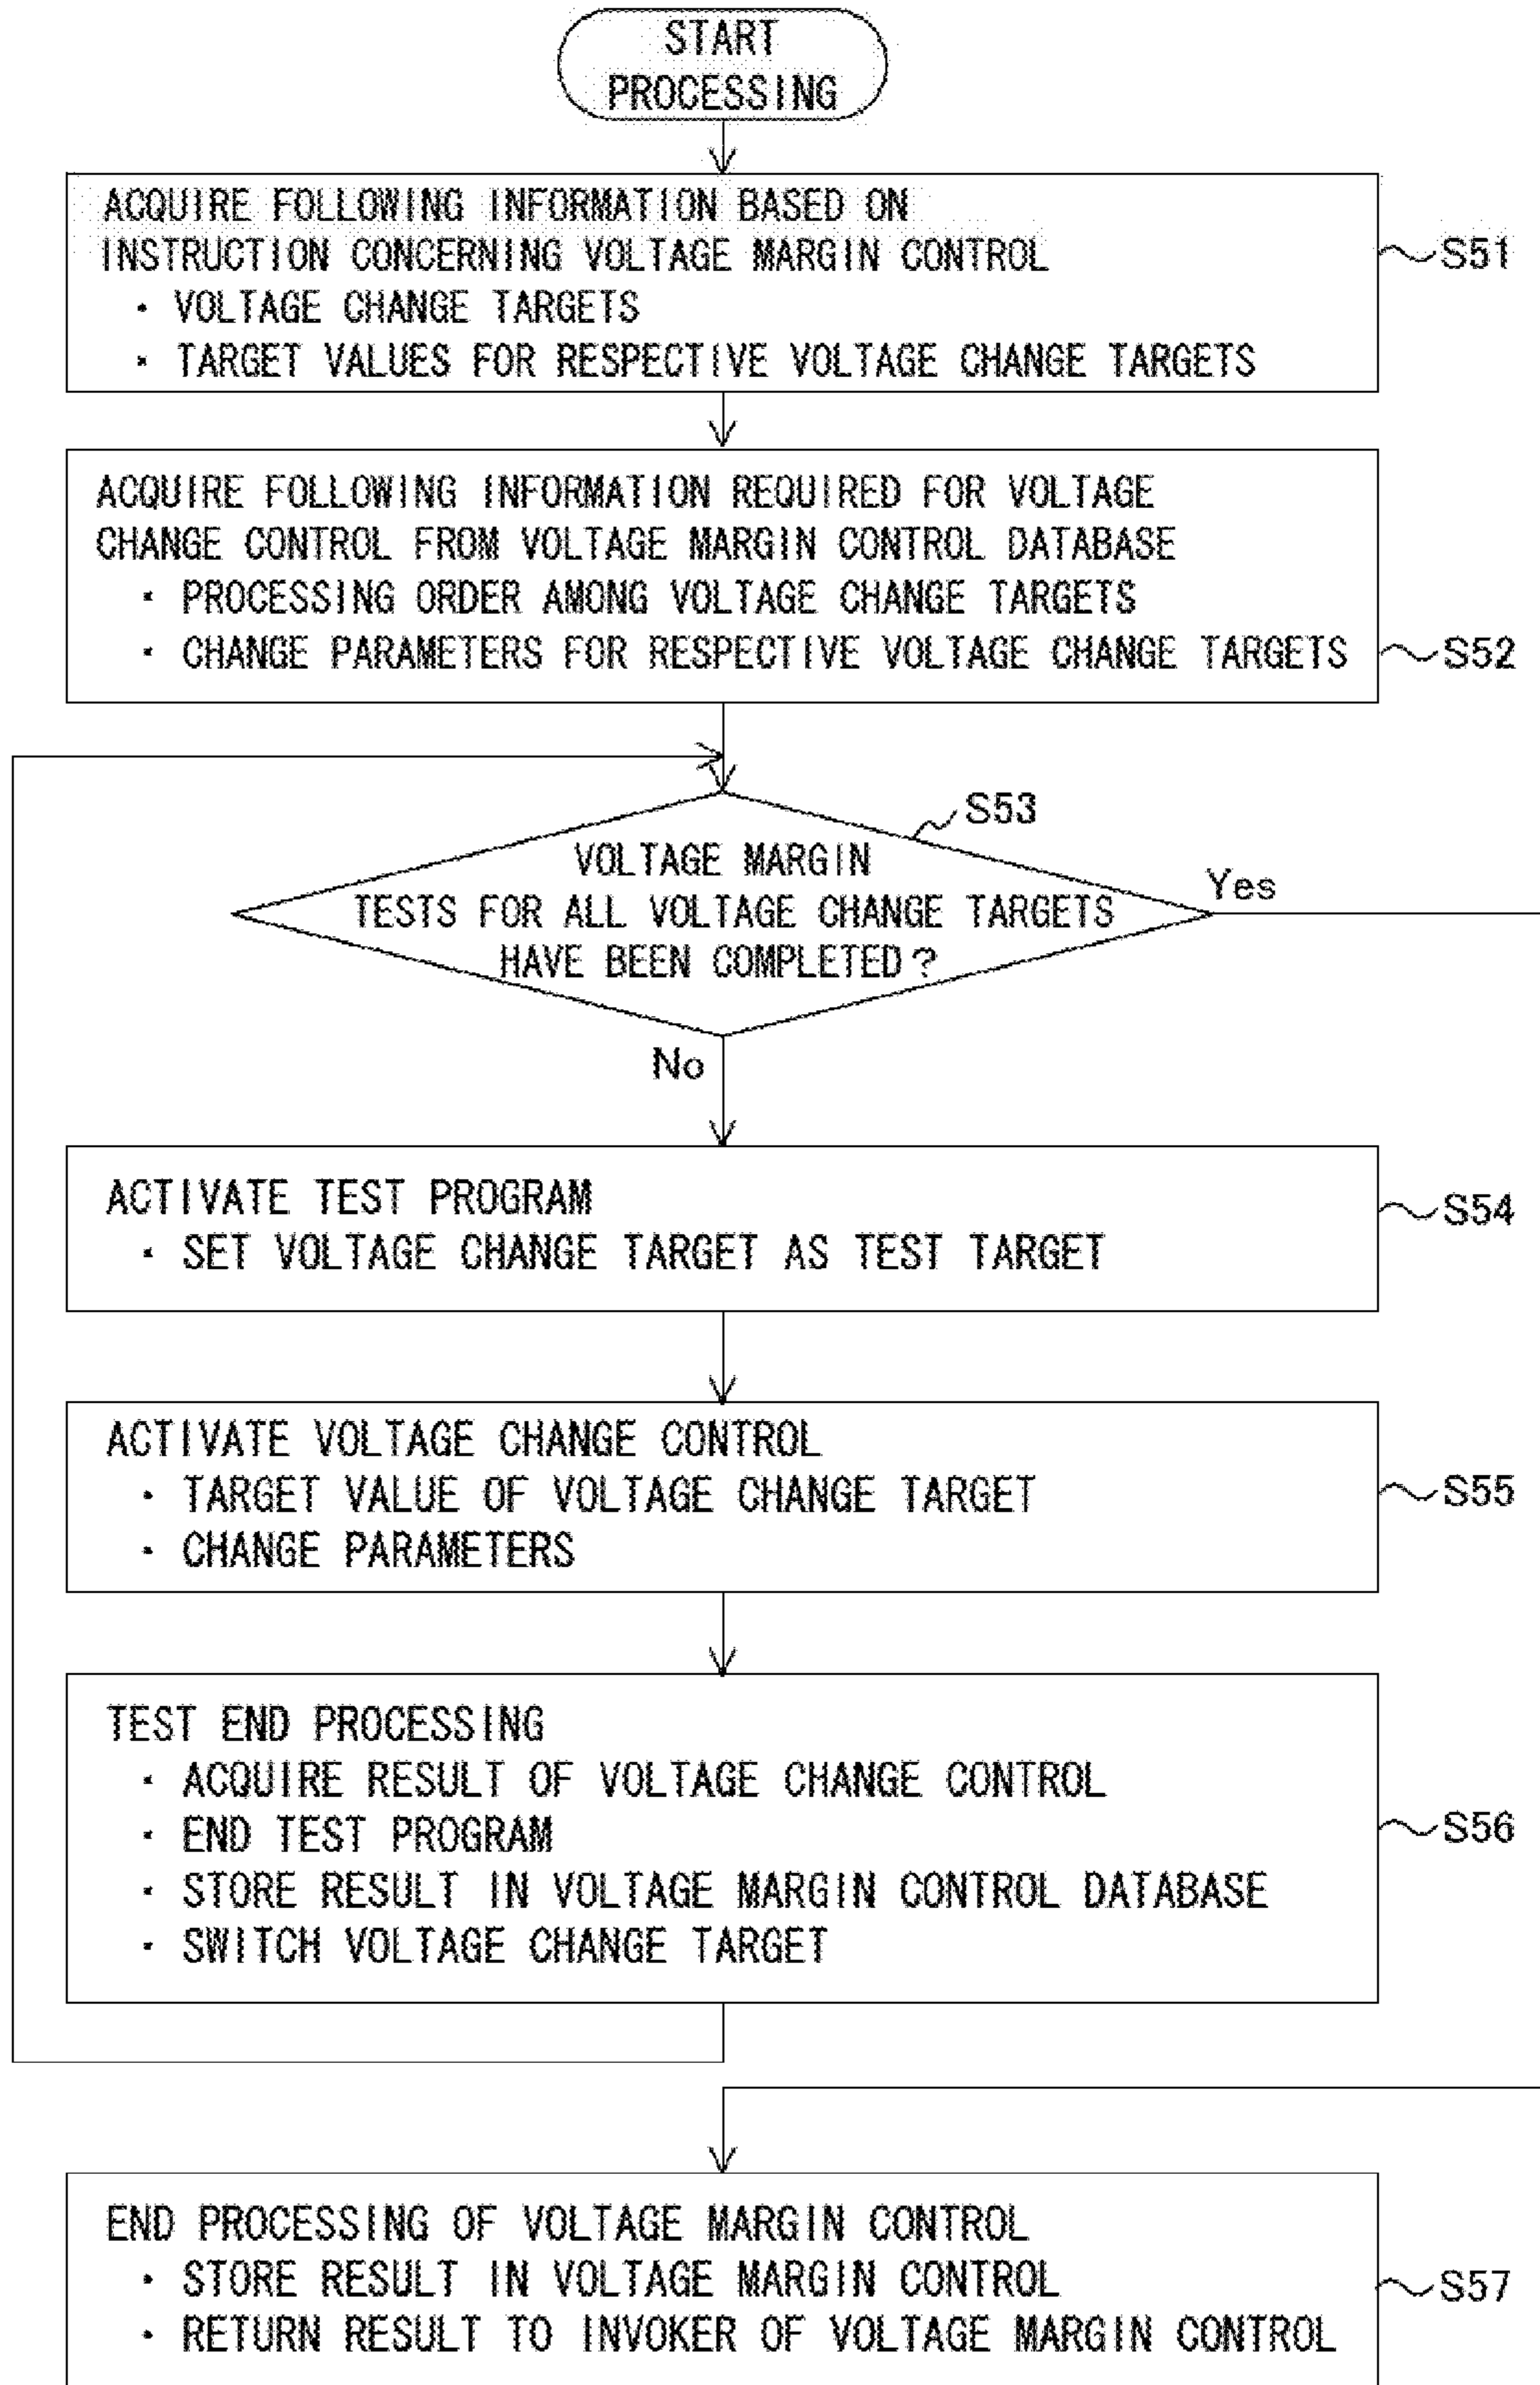 START
PROCESSING
ACQUIRE FOLLOWING INFORMATION BASED ON
INSTRUCTION CONCERNING VOLTAGE MARGIN CONTROL
・ VOLTAGE CHANGE TARGETS
・ TARGET VALUES FOR RESPECTIVE VOLTAGE CHANGE TARGETS
S51
ACQUIRE FOLLOWING INFORMATION REQUIRED FOR VOLTAGE
CHANGE CONTROL FROM VOLTAGE MARGIN CONTROL DATABASE
・ PROCESSING ORDER AMONG VOLTAGE CHANGE TARGETS
・ CHANGE PARAMETERS FOR RESPECTIVE VOLTAGE CHANGE TARGETS
S52
S53
VOLTAGE MARGIN
TESTS FOR ALL VOLTAGE CHANGE TARGETS
HAVE BEEN COMPLETED?
Yes
No
ACTIVATE TEST PROGRAM
・ SET VOLTAGE CHANGE TARGET AS TEST TARGET
S54
ACTIVATE VOLTAGE CHANGE CONTROL
・ TARGET VALUE OF VOLTAGE CHANGE TARGET
・ CHANGE PARAMETERS
S55
TEST END PROCESSING
・ ACQUIRE RESULT OF VOLTAGE CHANGE CONTROL
・ END TEST PROGRAM
・ STORE RESULT IN VOLTAGE MARGIN CONTROL DATABASE
・ SWITCH VOLTAGE CHANGE TARGET
S56
END PROCESSING OF VOLTAGE MARGIN CONTROL
・ STORE RESULT IN VOLTAGE MARGIN CONTROL
・ RETURN RESULT TO INVOKER OF VOLTAGE MARGIN CONTROL
S57